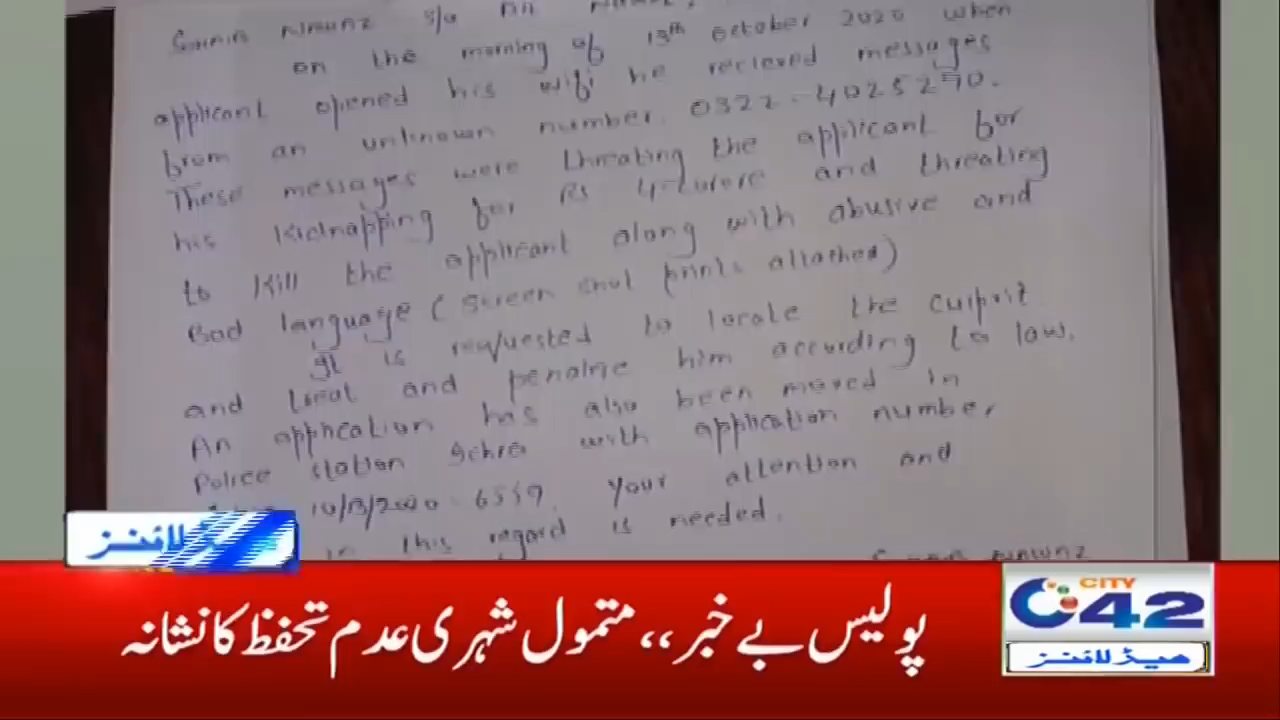 on the morning of 13th october 2020 when
applicant opened his wifi he recieved messages
from an unknown number. 0322-4025290.
These messages were threating the applicant for
his kidnapping for Rs 4-curore and threating
to kill the applicant along with abusive and
Bad language (screen shot prints attached)
It is requested to locate the culprit
and treat and penalize him according to law.
An application has also been moved in
Police station Ichra with application number
10/13/2020-6559. Your attention and
in this regard is needed.
ہیڈ لائنز
CITY
42
ہیڈ لائنز
پولیس بے خبر،، متمول شہری عدم تحفظ کا نشانہ